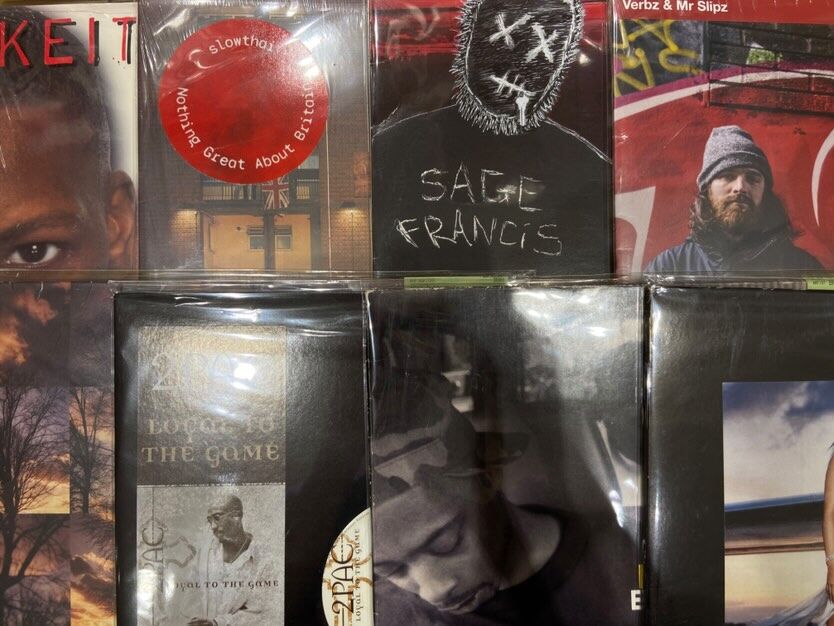 KEIT
slowthai
Nothing Great About Britain
SAGE
FRANCIS
Verbz & Mr Slipz
2PAC
LOYAL TO
THE GAME
2PAC
LOYAL TO THE GAME
2PAC
LOYAL TO THE GAME
E